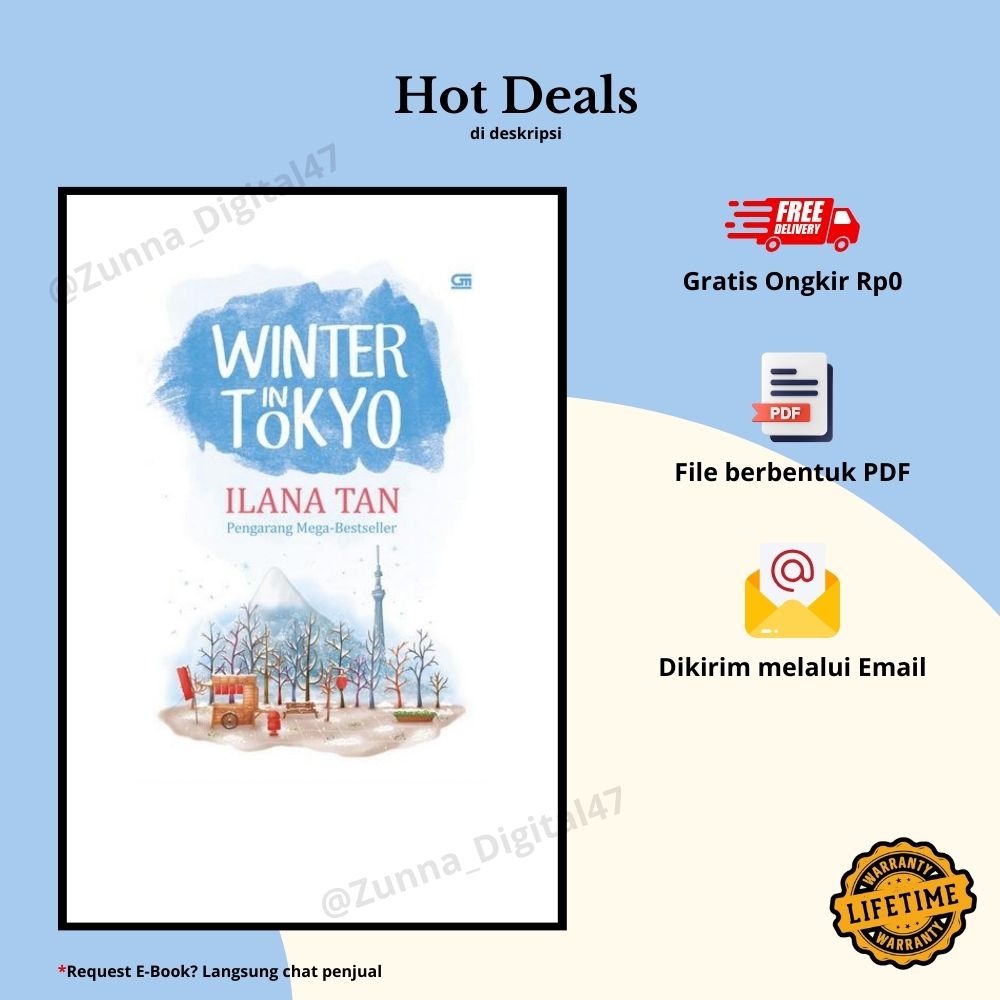 Hot Deals
di deskripsi
@Zunna_Digital47
GM
WINTER
IN
TOKYO
ILANA TAN
Pengarang Mega-Bestseller
FREE
DELIVERY
Gratis Ongkir Rp0
PDF
File berbentuk PDF
@
Dikirim melalui Email
@Zunna_Digital47
WARRANTY
LIFETIME
WARRANTY
*Request E-Book? Langsung chat penjual